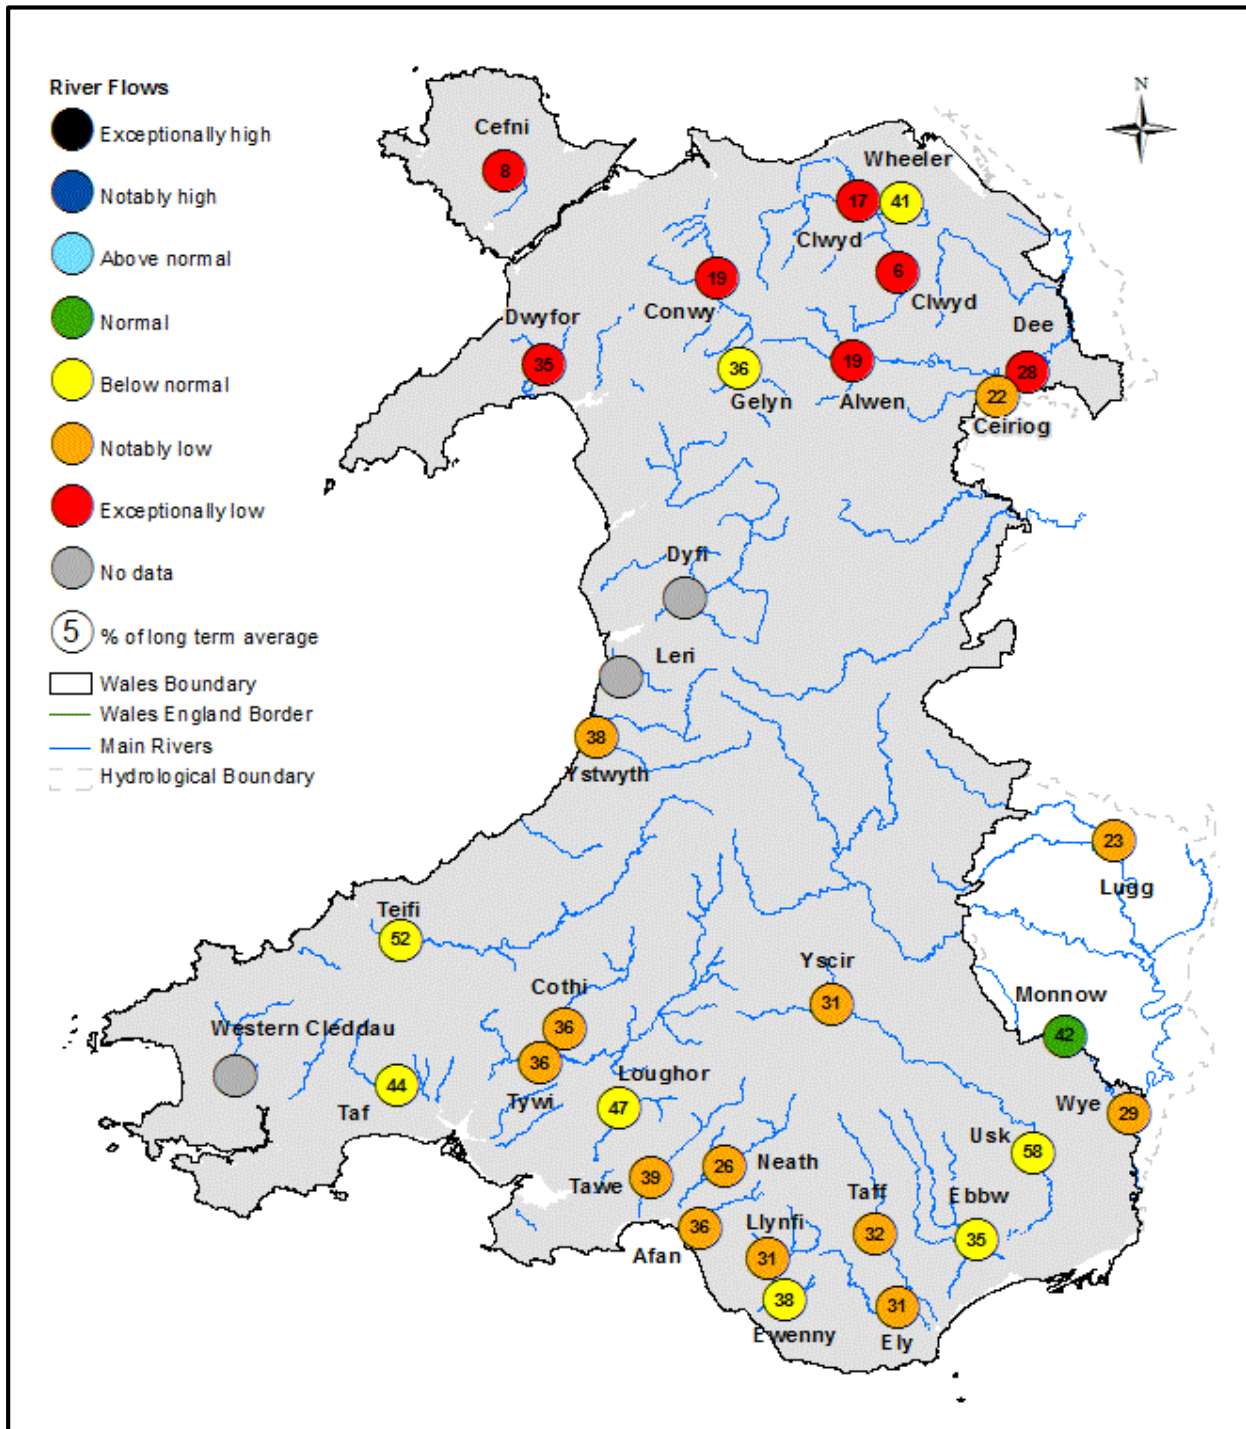 River Flows
Exceptionally high
Notably high
Above normal
Normal
Below normal
Notably low
Exceptionally low
No data
5 % of long term average
Wales Boundary
Wales England Border
Main Rivers
Hydrological Boundary
N
Cefni
8
Wheeler
17
41
Clwyd
6
Clwyd
19
Conwy
Dwyfor
35
36
Gelyn
19
Alwen
Dee
28
22
Ceiriog
Dyfi
Leri
38
Ystwyth
23
Lugg
Teifi
52
Yscir
31
Cothi
36
Monnow
42
Western Cleddau
36
Tywi
44
Taf
Loughor
47
Wye
29
Usk
58
Neath
26
Tawe
39
Taff
32
Ebbw
35
Afan
36
Llynfi
31
38
Ewenny
31
Ely